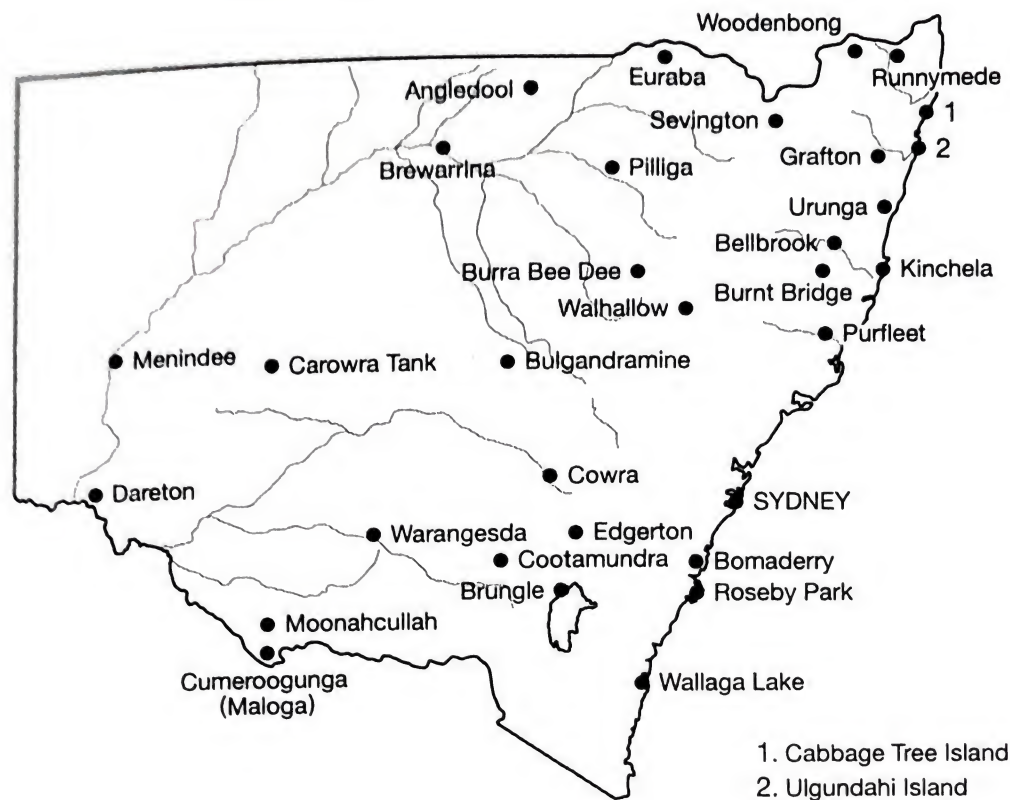 Woodenbong
Runnymede
Euraba
Angledool
1
Sevington
2
Grafton
Brewarrina
Pilliga
Urunga
Bellbrook
Kinchela
Burra Bee Dee
Burnt Bridge
Walhallow
Purfleet
Menindee
Carowra Tank
Bulgandramine
Cowra
Dareton
SYDNEY
Warangesda
Edgerton
Cootamundra
Bomaderry
Brungle
Roseby Park
Moonahcullah
Cumeroogunga
(Maloga)
Wallaga Lake
1. Cabbage Tree Island
2. Ulgundahi Island